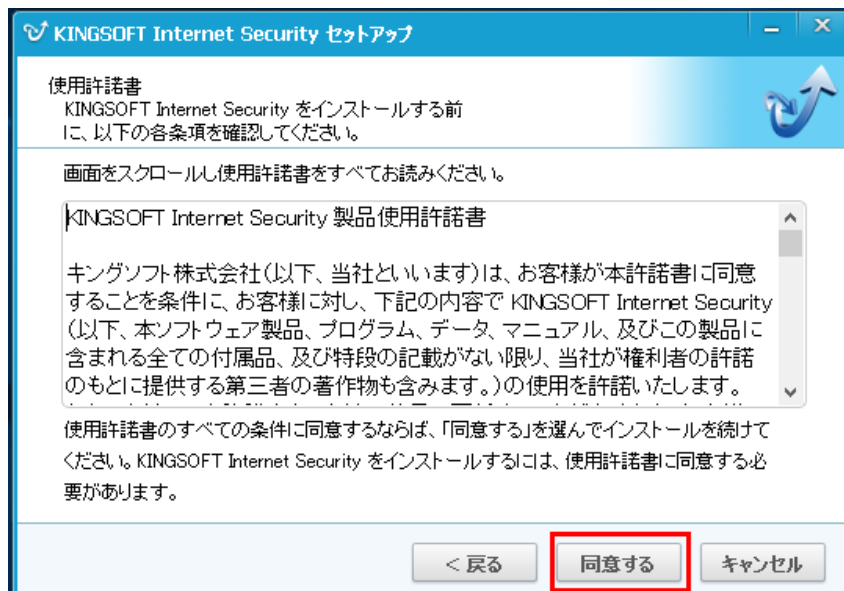 KINGSOFT Internet Security セットアップ
使用許諾書
KINGSOFT Internet Security をインストールする前
に、以下の各条項を確認してください。
画面をスクロールし使用許諾書をすべてお読みください。
KINGSOFT Internet Security 製品使用許諾書
キングソフト株式会社(以下、当社といいます)は、お客様が本許諾書に同意
することを条件に、お客様に対し、下記の内容で KINGSOFT Internet Security
(以下、本ソフトウェア製品、プログラム、データ、マニュアル、及びこの製品に
含まれる全ての付属品、及び特段の記載がない限り、当社が権利者の許諾
のもとに提供する第三者の著作物も含みます。)の使用を許諾いたします。
使用許諾書のすべての条件に同意するならば、「同意する」を選んでインストールを続けて
ください。KINGSOFT Internet Security をインストールするには、使用許諾書に同意する必
要があります。
< 戻る
同意する
キャンセル